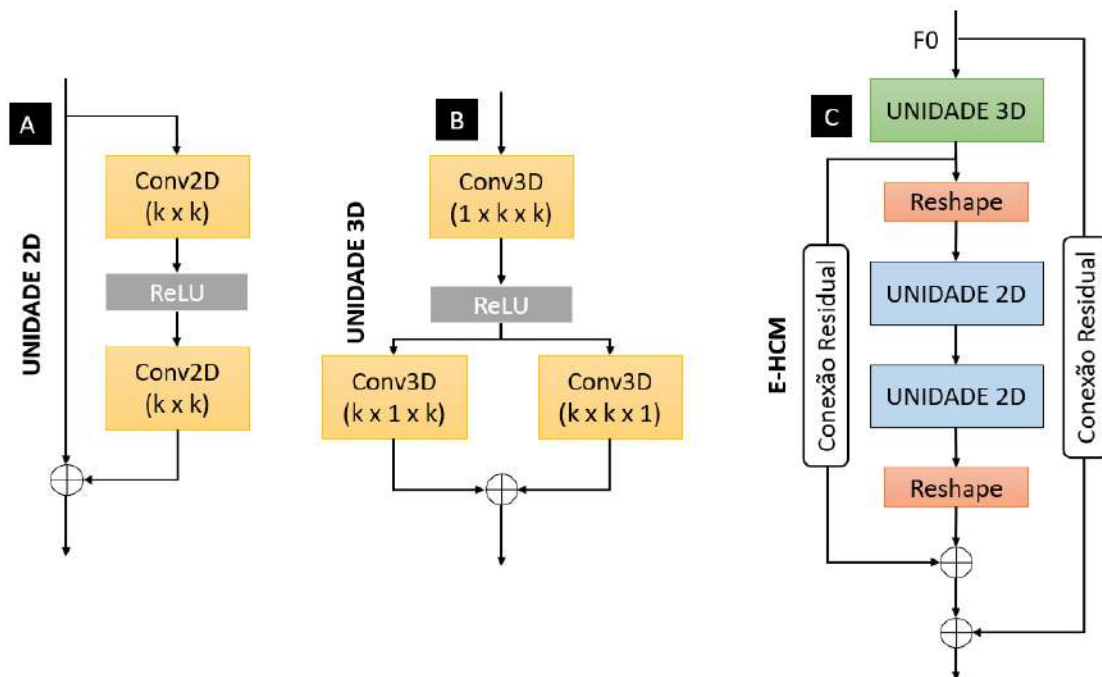 A
UNIDADE 2D
Conv2D
(k x k)
ReLU
Conv2D
(k x k)
B
UNIDADE 3D
Conv3D
(1 x k x k)
ReLU
Conv3D
(k x 1 x k)
Conv3D
(k x k x 1)
C
E-HCM
F0
UNIDADE 3D
Reshape
UNIDADE 2D
UNIDADE 2D
Reshape
Conexão Residual
Conexão Residual